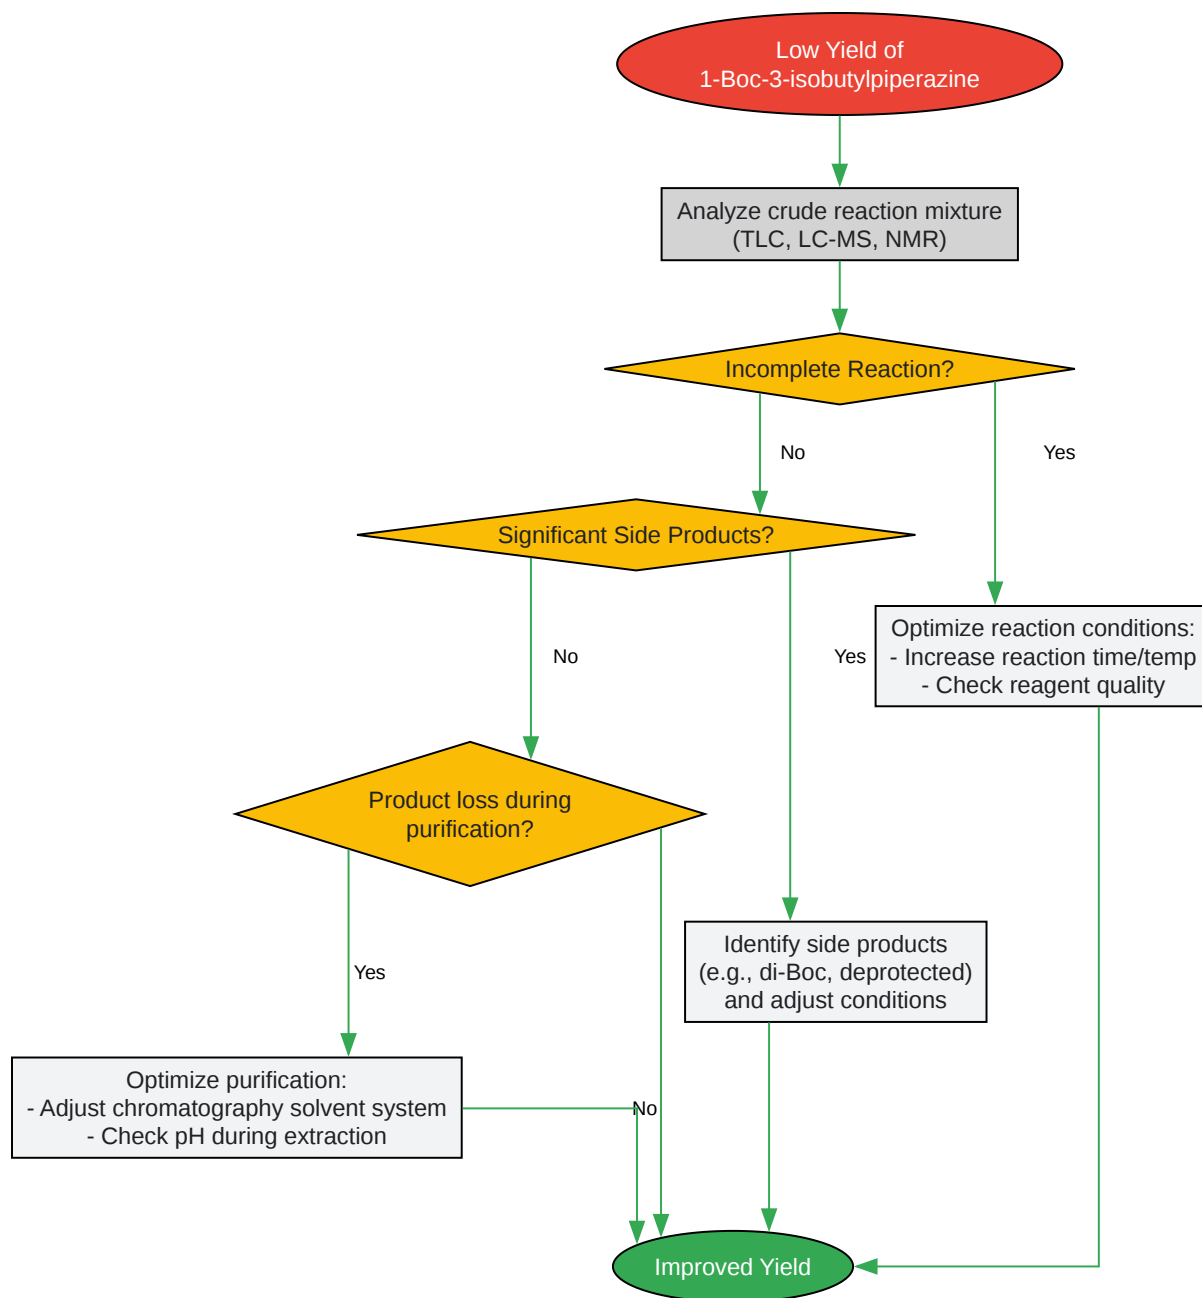 Low Yield of
1-Boc-3-isobutylpiperazine
Analyze crude reaction mixture
(TLC, LC-MS, NMR)
Incomplete Reaction?
No
Yes
Significant Side Products?
Optimize reaction conditions:
- Increase reaction time/temp
- Check reagent quality
No
Yes
Product loss during
purification?
Identify side products
(e.g., di-Boc, deprotected)
and adjust conditions
Yes
Optimize purification:
- Adjust chromatography solvent system
- Check pH during extraction
No
Improved Yield